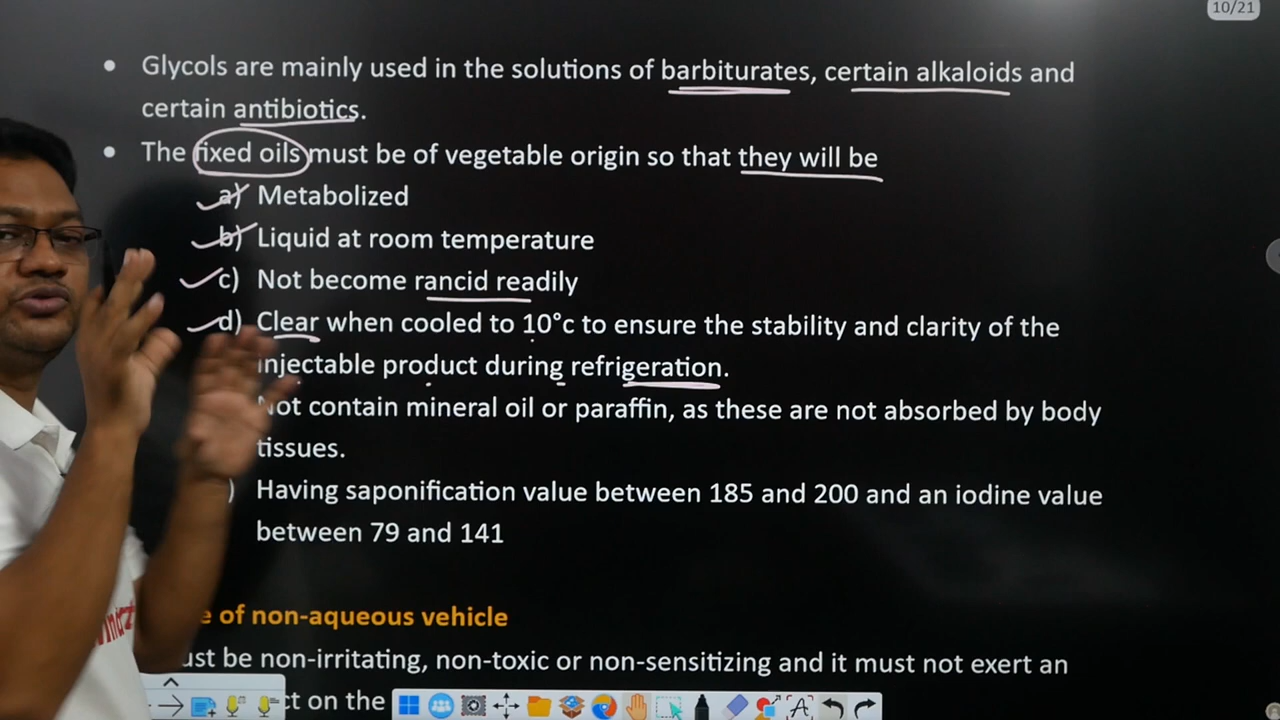 10/21
• Glycols are mainly used in the solutions of barbiturates, certain alkaloids and
certain antibiotics.
• The fixed oils must be of vegetable origin so that they will be
a) Metabolized
b) Liquid at room temperature
c) Not become rancid readily
d) Clear when cooled to 10°c to ensure the stability and clarity of the
injectable product during refrigeration.
Not contain mineral oil or paraffin, as these are not absorbed by body
tissues.
) Having saponification value between 185 and 200 and an iodine value
between 79 and 141
of non-aqueous vehicle
be non-irritating, non-toxic or non-sensitizing and it must not exert an
on the